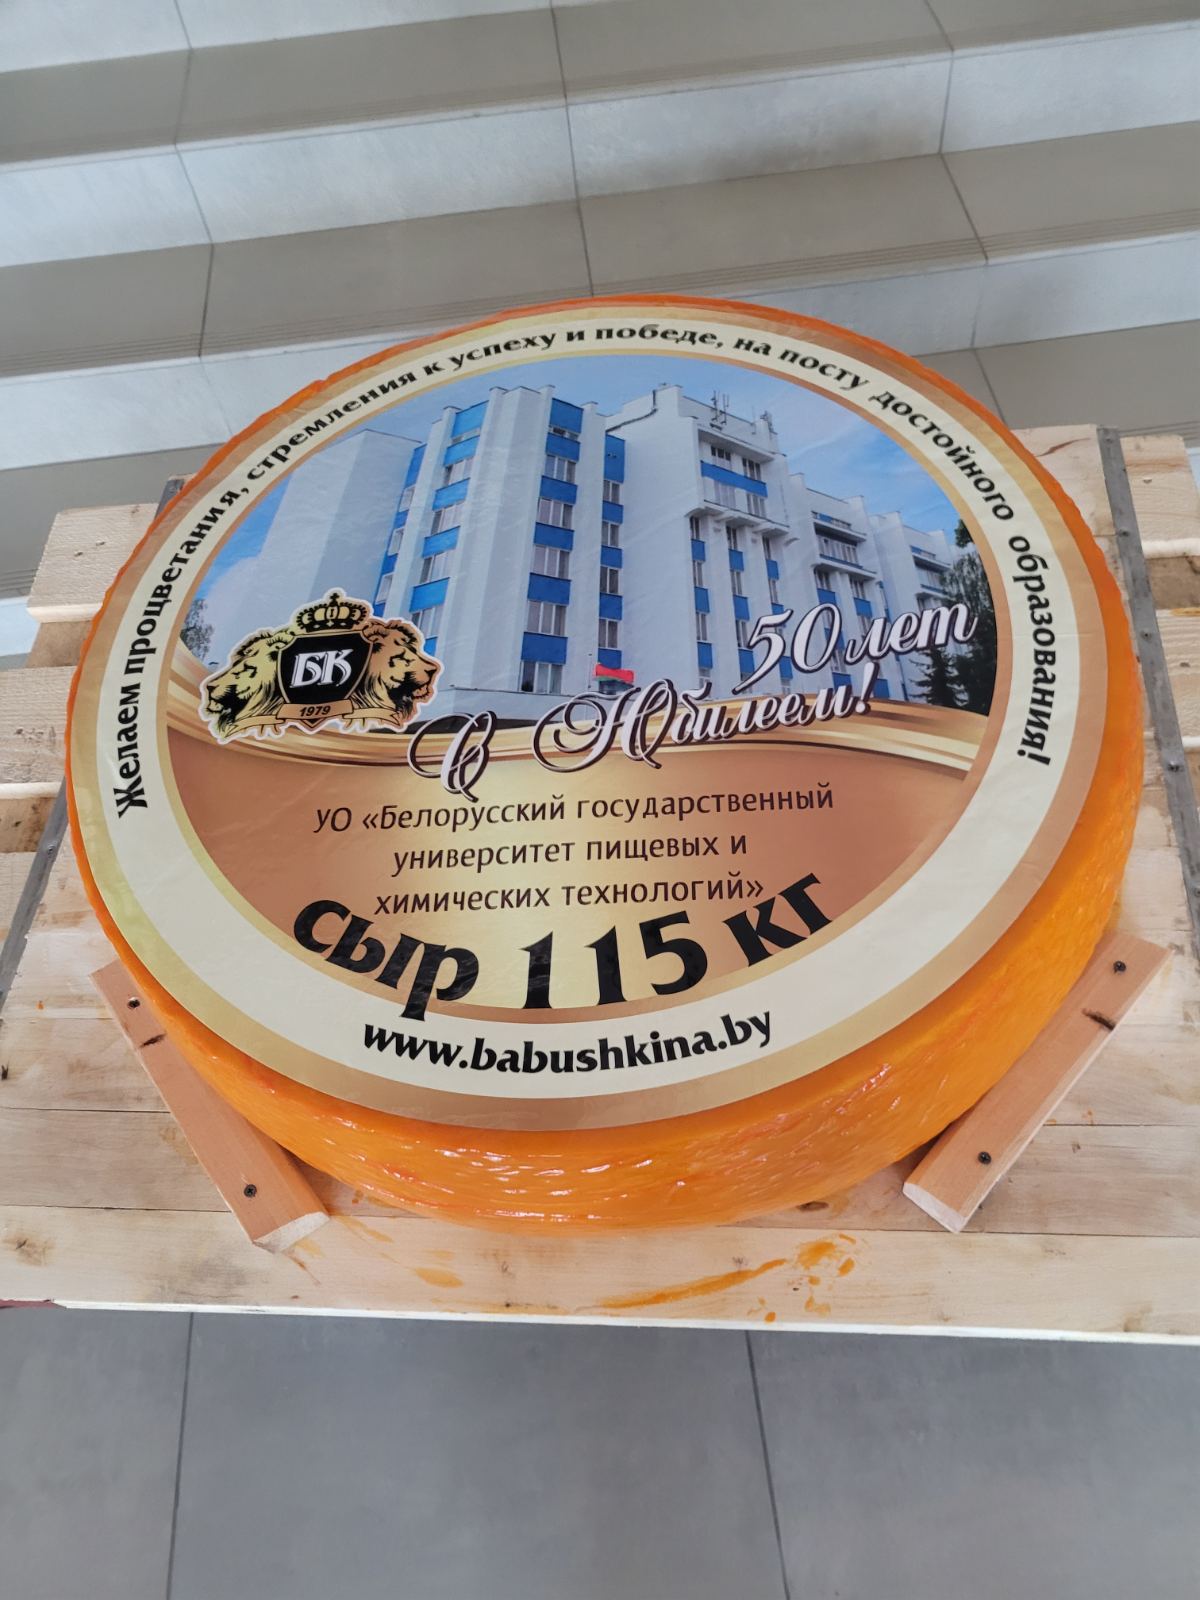 Желаем процветания, стремления к успеху и победе, на посту достойного образования!
БК
1979
50 лет
С Юбилеем!
УО «Белорусский государственный
университет пищевых и
химических технологий»
сыр 115 кг
www.babushkina.by